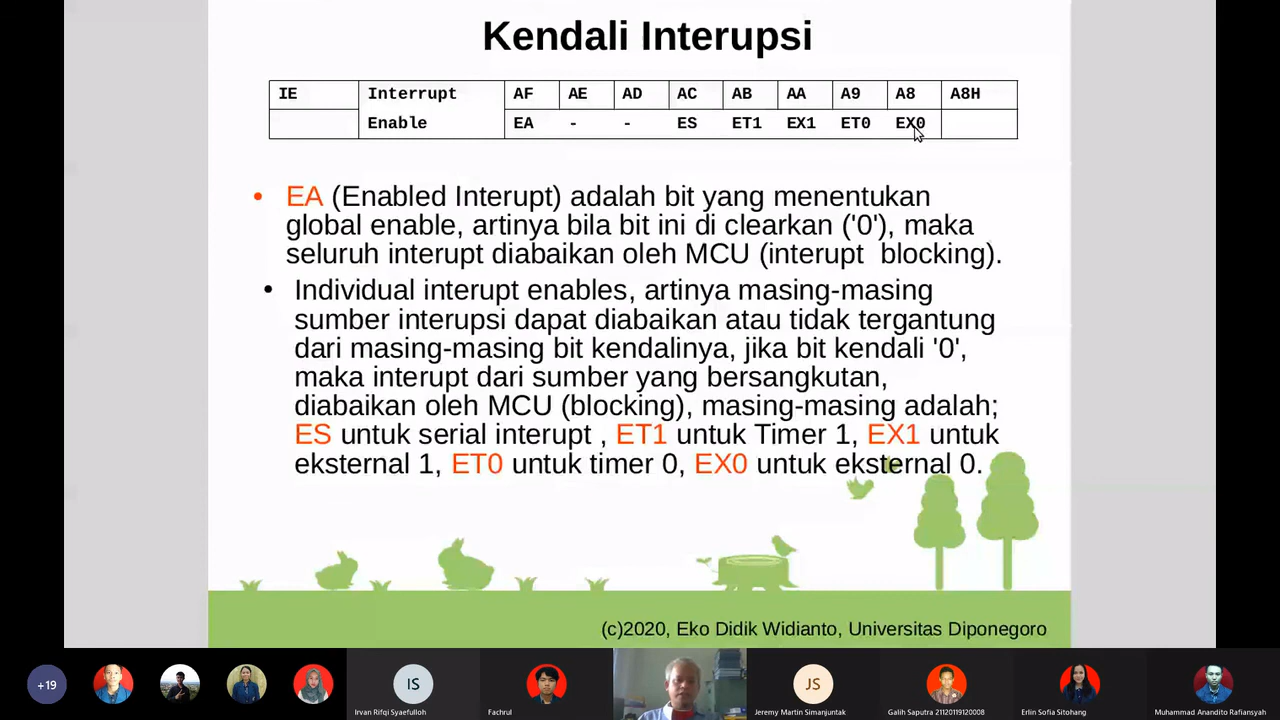 Kendali Interupsi
IE Interrupt AF AE AD AC AB AA A9 A8 A8H
Enable EA - - ES ET1 EX1 ET0 EX0
• EA (Enabled Interupt) adalah bit yang menentukan
global enable, artinya bila bit ini di clearkan ('0'), maka
seluruh interupt diabaikan oleh MCU (interupt blocking).
• Individual interupt enables, artinya masing-masing
sumber interupsi dapat diabaikan atau tidak tergantung
dari masing-masing bit kendalinya, jika bit kendali '0',
maka interupt dari sumber yang bersangkutan,
diabaikan oleh MCU (blocking), masing-masing adalah;
ES untuk serial interupt , ET1 untuk Timer 1, EX1 untuk
eksternal 1, ET0 untuk timer 0, EX0 untuk eksternal 0.
(c)2020, Eko Didik Widianto, Universitas Diponegoro
+19 IS JS
Irvan Rifqi Syaefulloh Fachrul Jeremy Martin Simanjuntak Galih Saputra 21120119120008 Erlin Sofia Sitohang Muhammad Anandito Rafiansyah